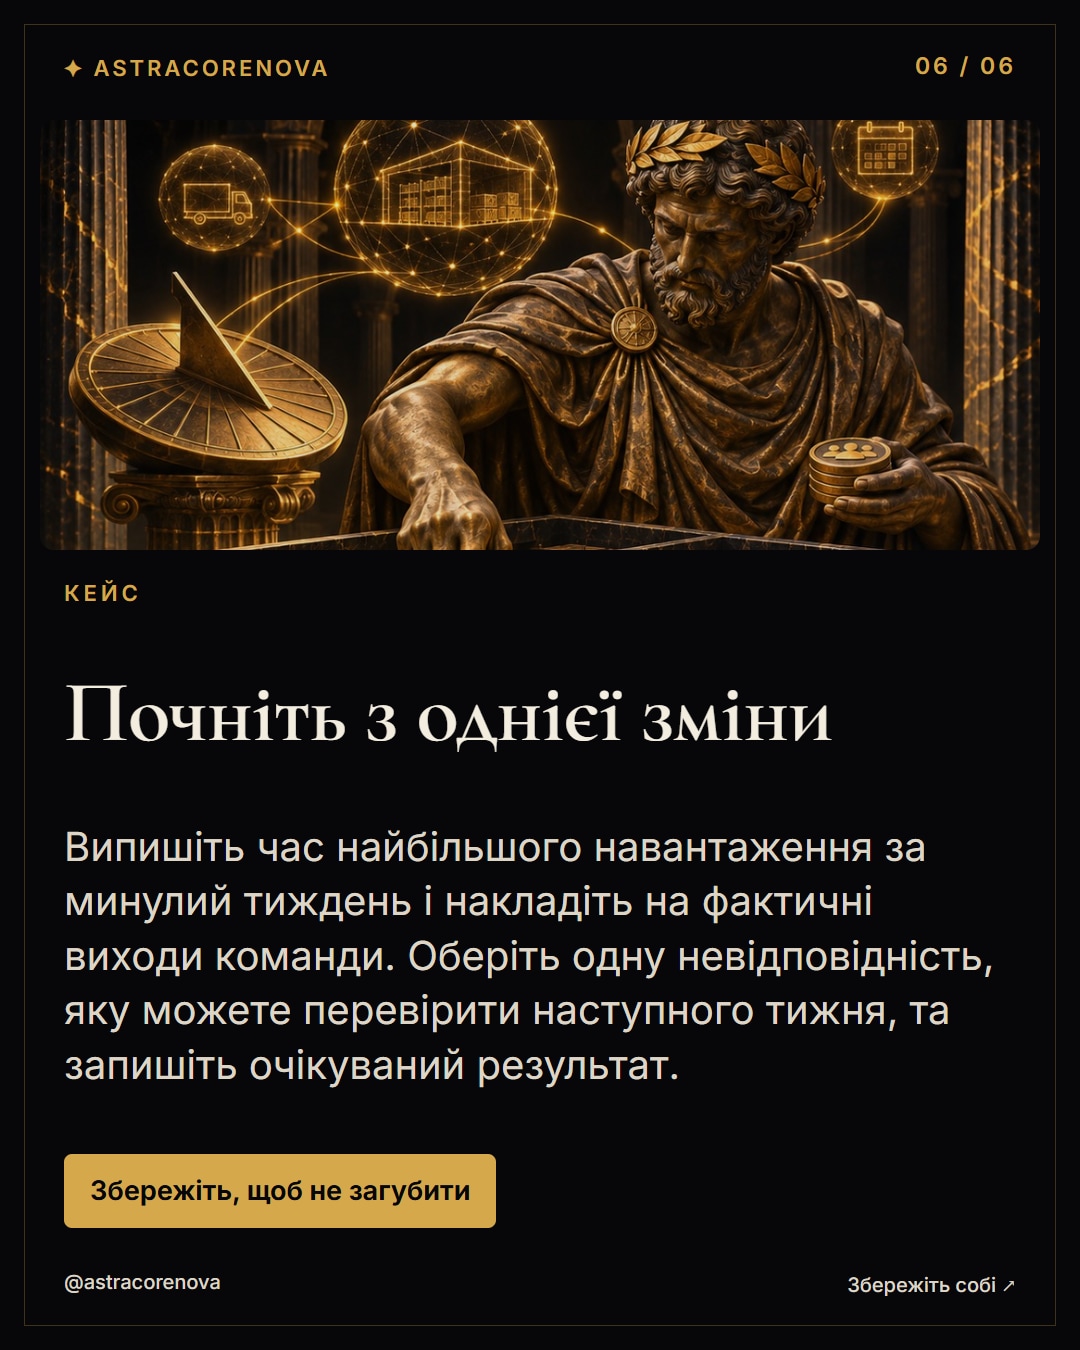 ✦ ASTRACORENOVA
06 / 06
КЕЙС
Почніть з однієї зміни
Випишіть час найбільшого навантаження за
минулий тиждень і накладіть на фактичні
виходи команди. Оберіть одну невідповідність,
яку можете перевірити наступного тижня, та
запишіть очікуваний результат.
Збережіть, щоб не загубити
@astracorenova
Збережіть собі ↗